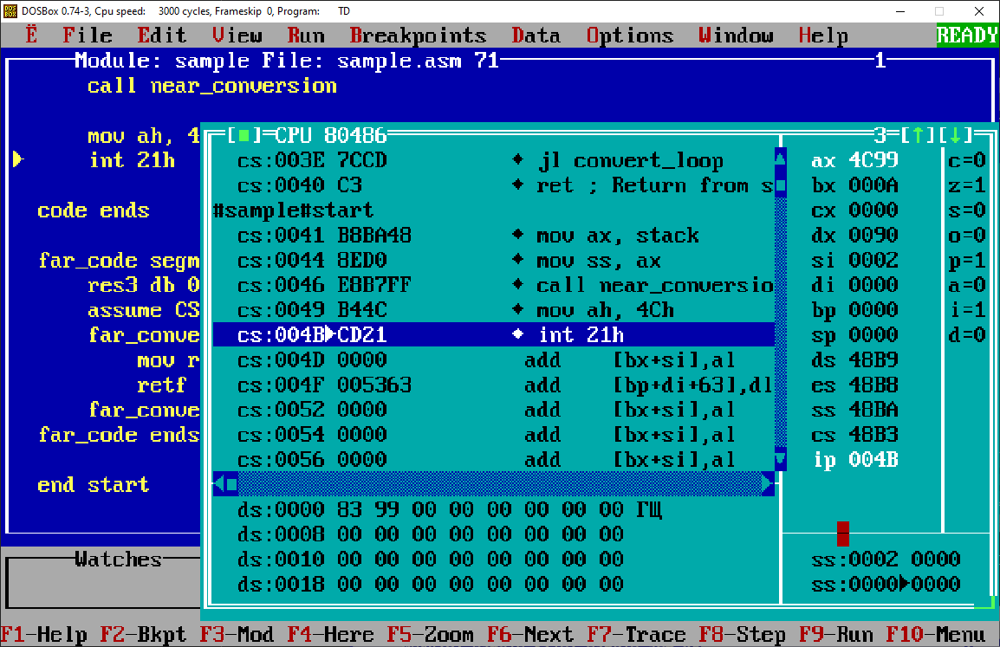 DOSBox 0.74-3, Cpu speed: 3000 cycles, Frameskip 0, Program: TD
Ë File Edit View Run Breakpoints Data Options Window Help READY
Module: sample File: sample.asm 71 1
call near_conversion
mov ah, 4
int 21h
code ends
far_code segm
res3 db 0
assume CS
far_conve
mov r
retf
far_conve
far_code ends
end start
[■]=CPU 80486 3=[↑][↓]
cs:003E 7CCD ♦ jl convert_loop
cs:0040 C3 ♦ ret ; Return from s
#sample#start
cs:0041 B8BA48 ♦ mov ax, stack
cs:0044 8ED0 ♦ mov ss, ax
cs:0046 E8B7FF ♦ call near_conversio
cs:0049 B44C ♦ mov ah, 4Ch
cs:004B►CD21 ♦ int 21h
cs:004D 0000 add [bx+si],al
cs:004F 005363 add [bp+di+63],dl
cs:0052 0000 add [bx+si],al
cs:0054 0000 add [bx+si],al
cs:0056 0000 add [bx+si],al
ax 4C99 c=0
bx 000A z=1
cx 0000 s=0
dx 0090 o=0
si 0002 p=1
di 0000 a=0
bp 0000 i=1
sp 0000 d=0
ds 48B9
es 48B8
ss 48BA
cs 48B3
ip 004B
ds:0000 83 99 00 00 00 00 00 00 ГЩ
ds:0008 00 00 00 00 00 00 00 00
ds:0010 00 00 00 00 00 00 00 00
ds:0018 00 00 00 00 00 00 00 00
ss:0002 0000
ss:0000►0000
Watches
F1-Help F2-Bkpt F3-Mod F4-Here F5-Zoom F6-Next F7-Trace F8-Step F9-Run F10-Menu